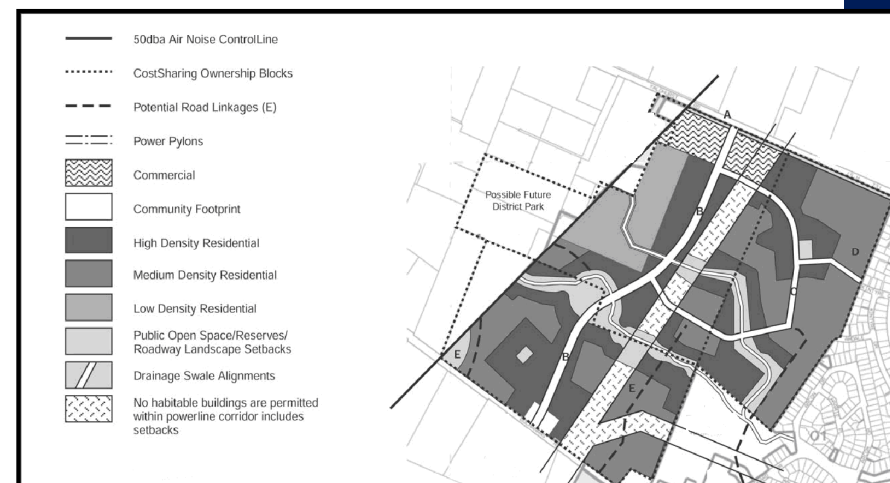 50dba Air Noise ControlLine
CostSharing Ownership Blocks
Potential Road Linkages (E)
Power Pylons
Commercial
Community Footprint
High Density Residential
Medium Density Residential
Low Density Residential
Public Open Space/Reserves/
Roadway Landscape Setbacks
Drainage Swale Alignments
No habitable buildings are permitted
within powerline corridor includes
setbacks
A
Possible Future
District Park
B
D
C
E
B
E